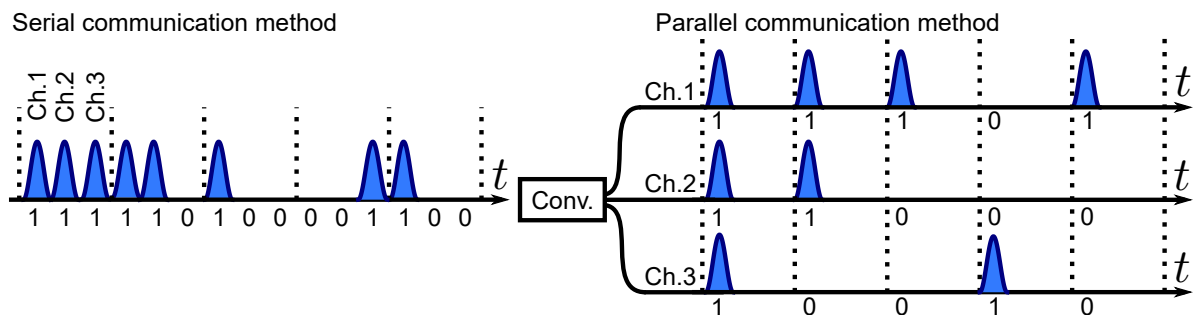 Serial communication method
Ch.1
Ch.2
Ch.3
t
1 1 1 1 1 0 1 0 0 0 0 1 1 0 0
Conv.
Parallel communication method
Ch.1
t
1 1 1 0 1
Ch.2
t
1 1 0 0 0
Ch.3
t
1 0 0 1 0